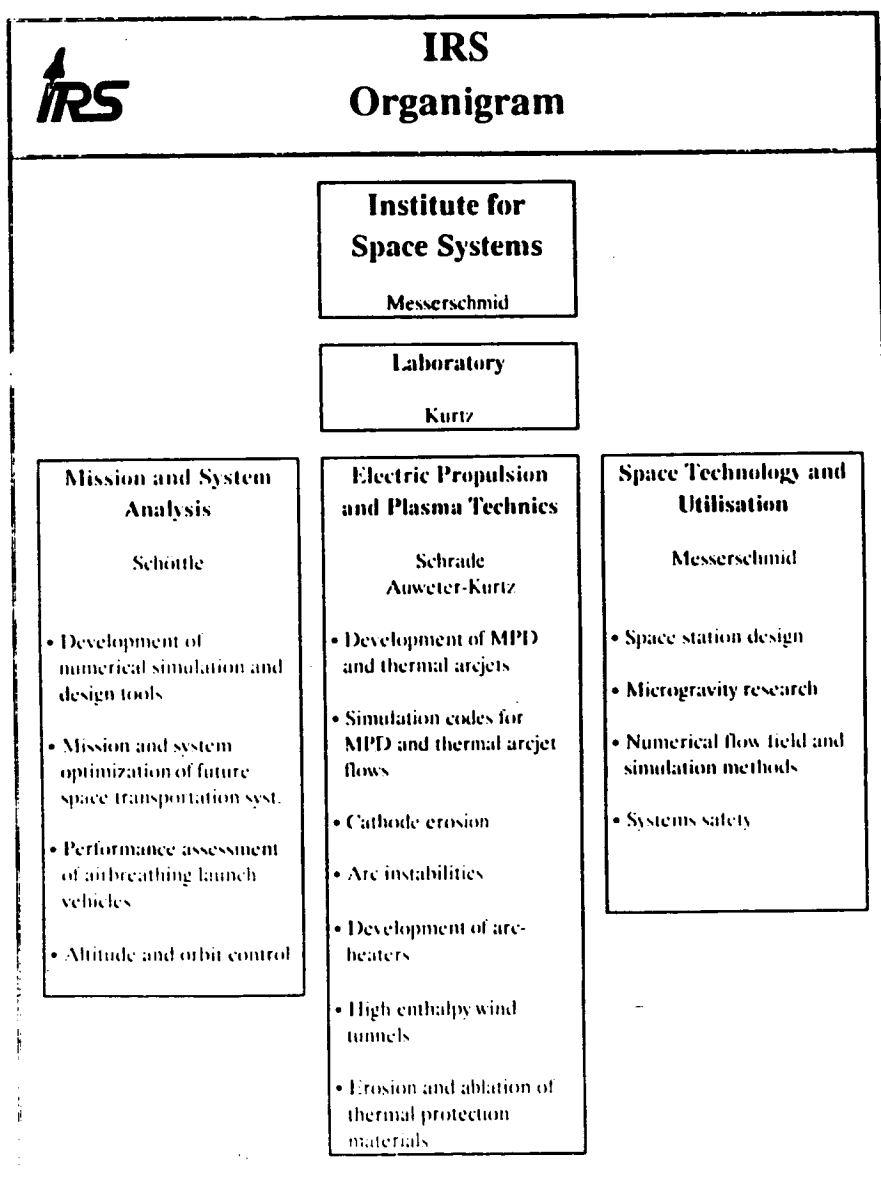 IRS
IRS
Organigram
Institute for
Space Systems
Messerschmid
Laboratory
Kurtz
Mission and System
Analysis
Schöttle
• Development of
numerical simulation and
design tools
• Mission and system
optimization of future
space transportation syst.
• Performance assessment
of airbreathing launch
vehicles
• Altitude and orbit control
Electric Propulsion
and Plasma Technics
Schrade
Auweter-Kurtz
• Development of MPD
and thermal arcjets
• Simulation codes for
MPD and thermal arcjet
flows
• Cathode erosion
• Arc instabilities
• Development of arc-
heaters
• High enthalpy wind
tunnels
• Erosion and ablation of
thermal protection
materials
Space Technology and
Utilisation
Messerschmid
• Space station design
• Microgravity research
• Numerical flow field and
simulation methods
• Systems safety